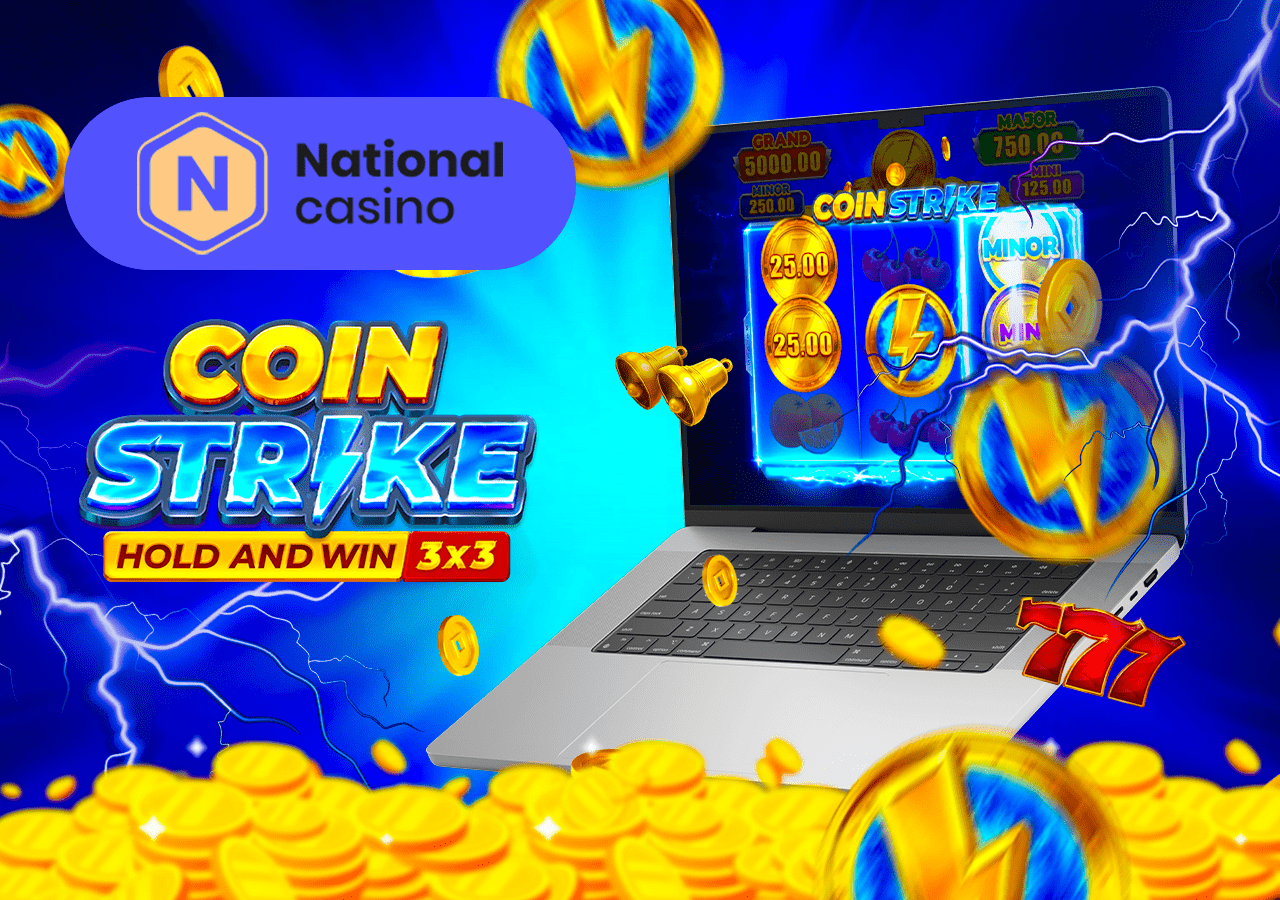 N
National
casino
COIN
STRIKE
HOLD AND WIN 3x3
GRAND
5000.00
MINOR
250.00
MAJOR
750.00
MINI
125.00
COIN STRIKE
25.00
MINOR
25.00
MIN
777